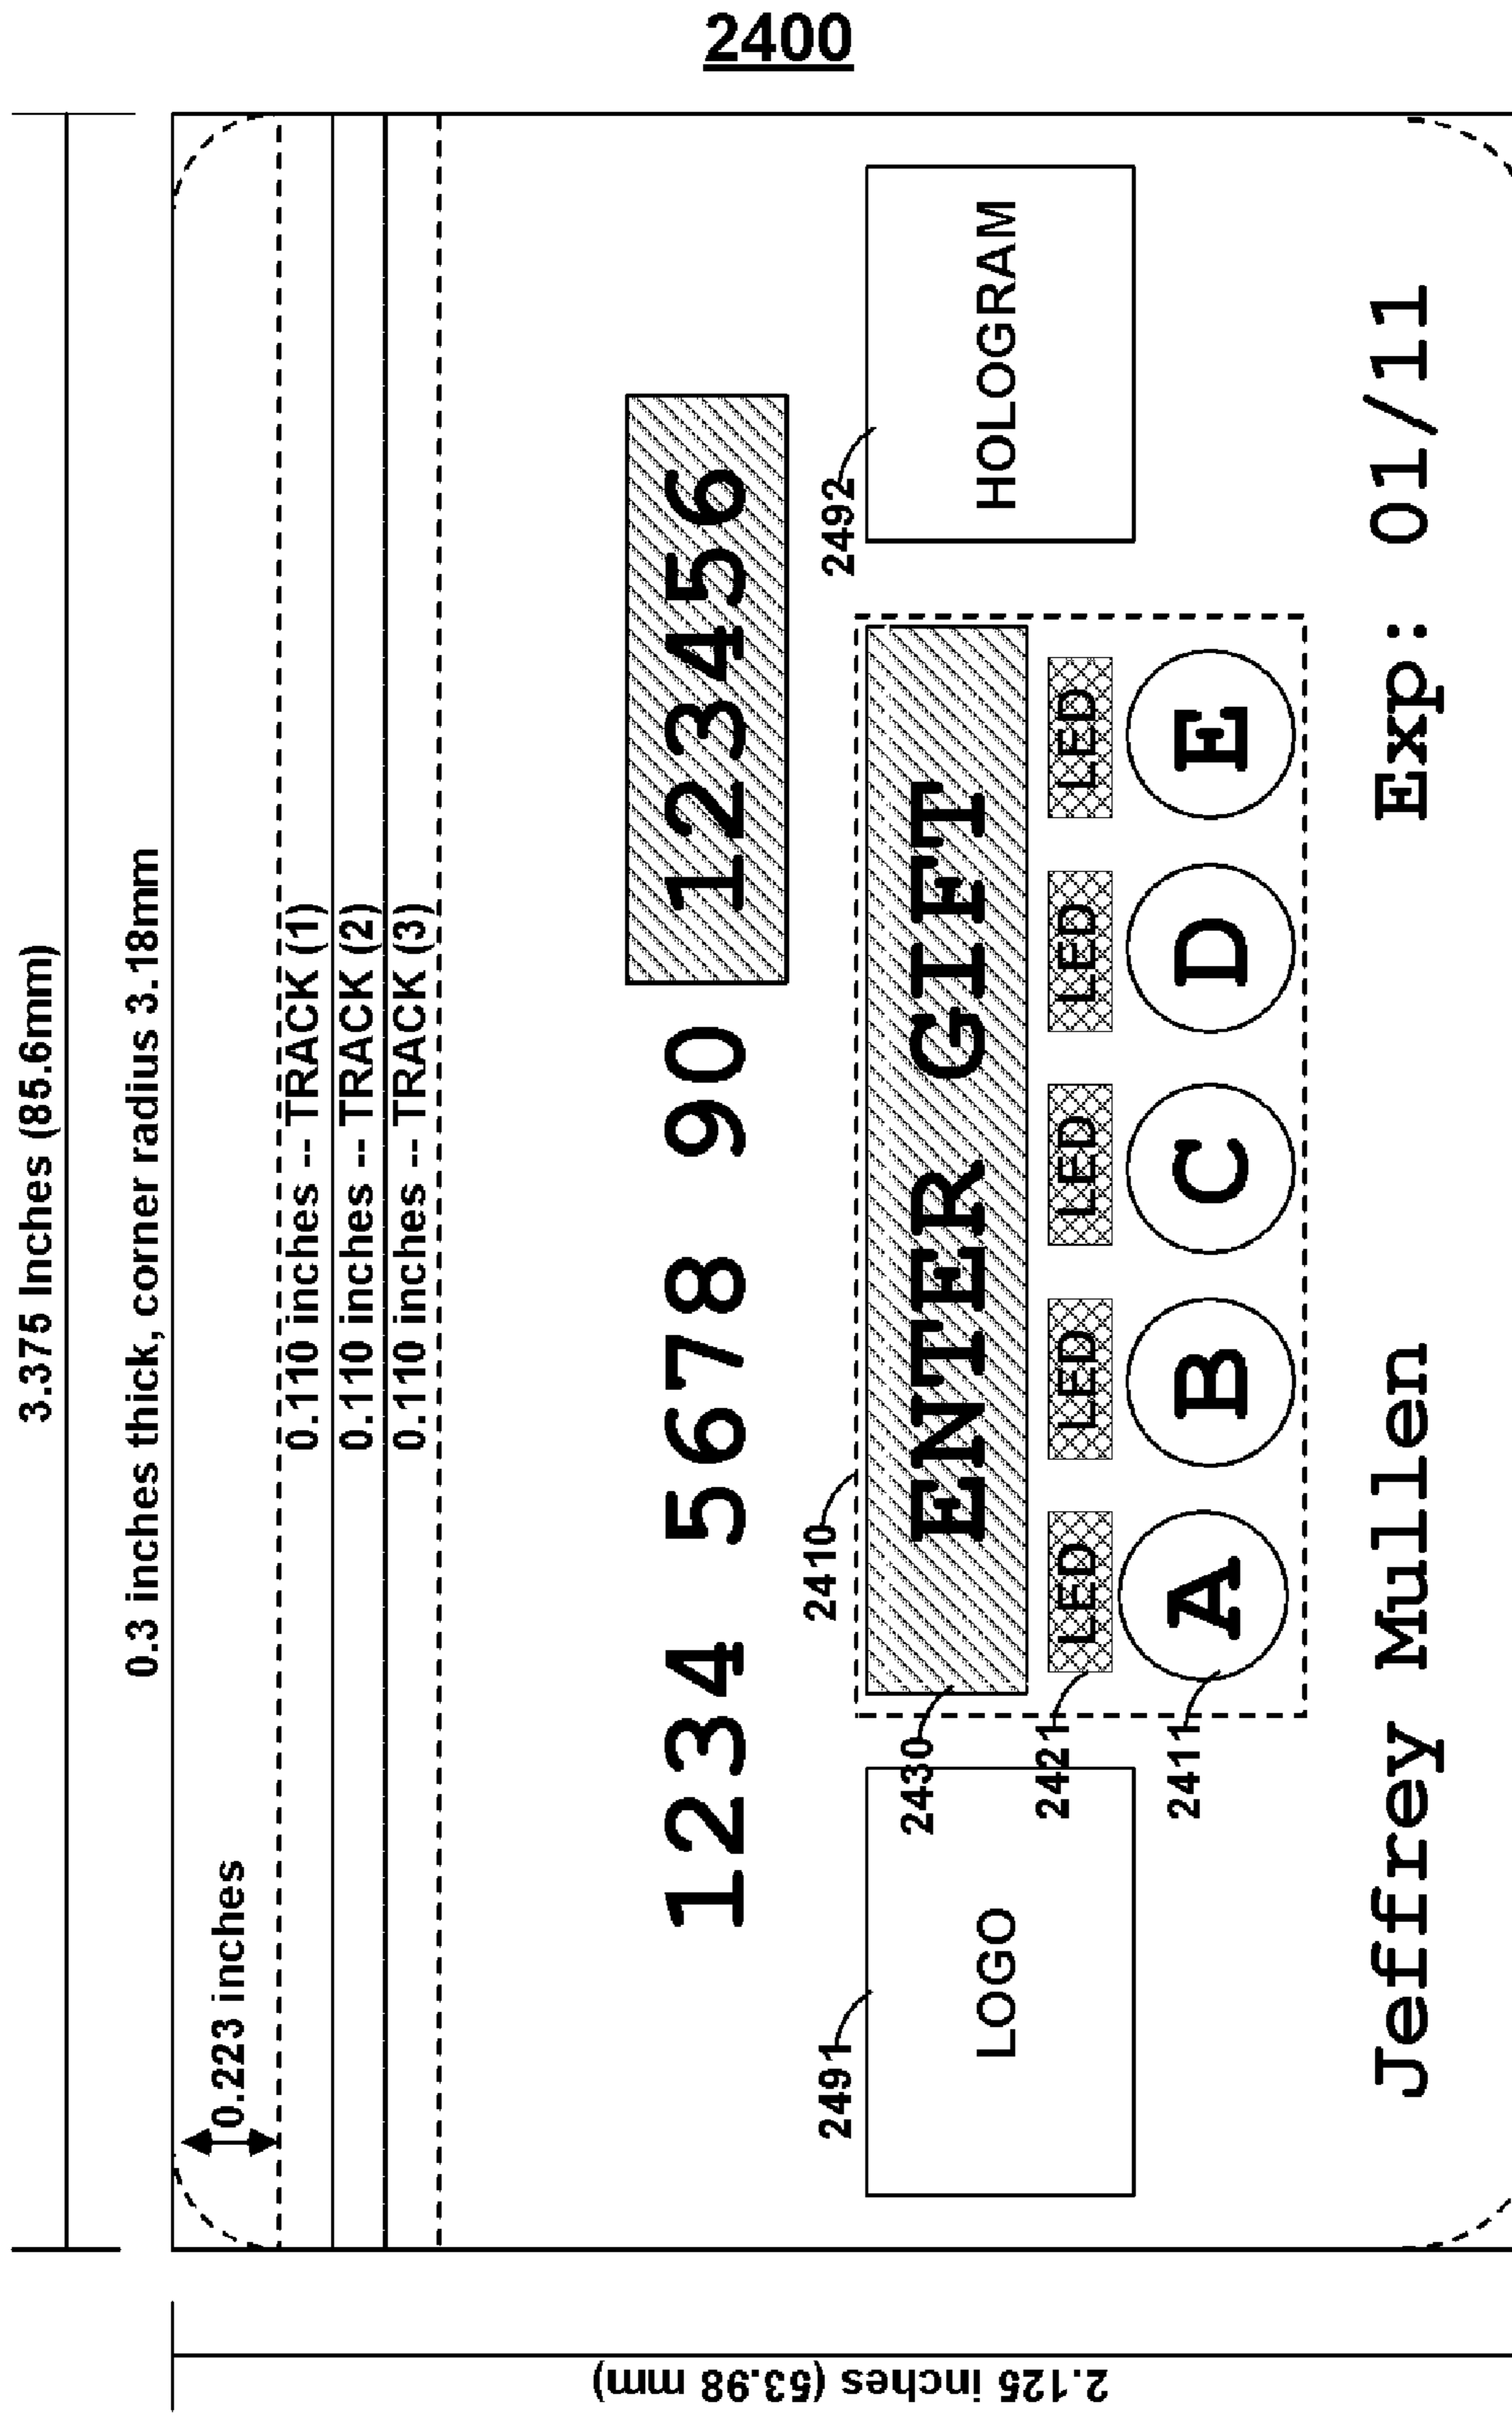 3.375 Inches (85.6mm)
0.3 inches thick, corner radius 3.18mm
0.223 inches
0.110 inches -- TRACK (1)
0.110 inches -- TRACK (2)
0.110 inches -- TRACK (3)
2400
1234 5678 90 123456
2491
2410
2492
LOGO
ENTER GIFT
HOLOGRAM
2430
2421
LED LED LED LED LED
2411
A B C D E
Jeffrey Mullen Exp: 01/11
2.125 inches (53.98 mm)